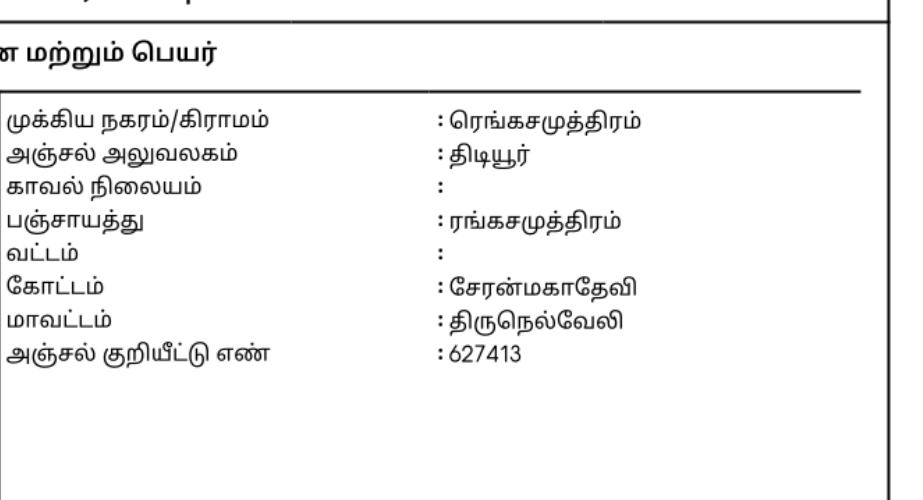 மற்றும் பெயர்
முக்கிய நகரம்/கிராமம் : ரெங்கசமுத்திரம்
அஞ்சல் அலுவலகம் : திடியூர்
காவல் நிலையம் :
பஞ்சாயத்து : ரங்கசமுத்திரம்
வட்டம் :
கோட்டம் : சேரன்மகாதேவி
மாவட்டம் : திருநெல்வேலி
அஞ்சல் குறியீட்டு எண் : 627413